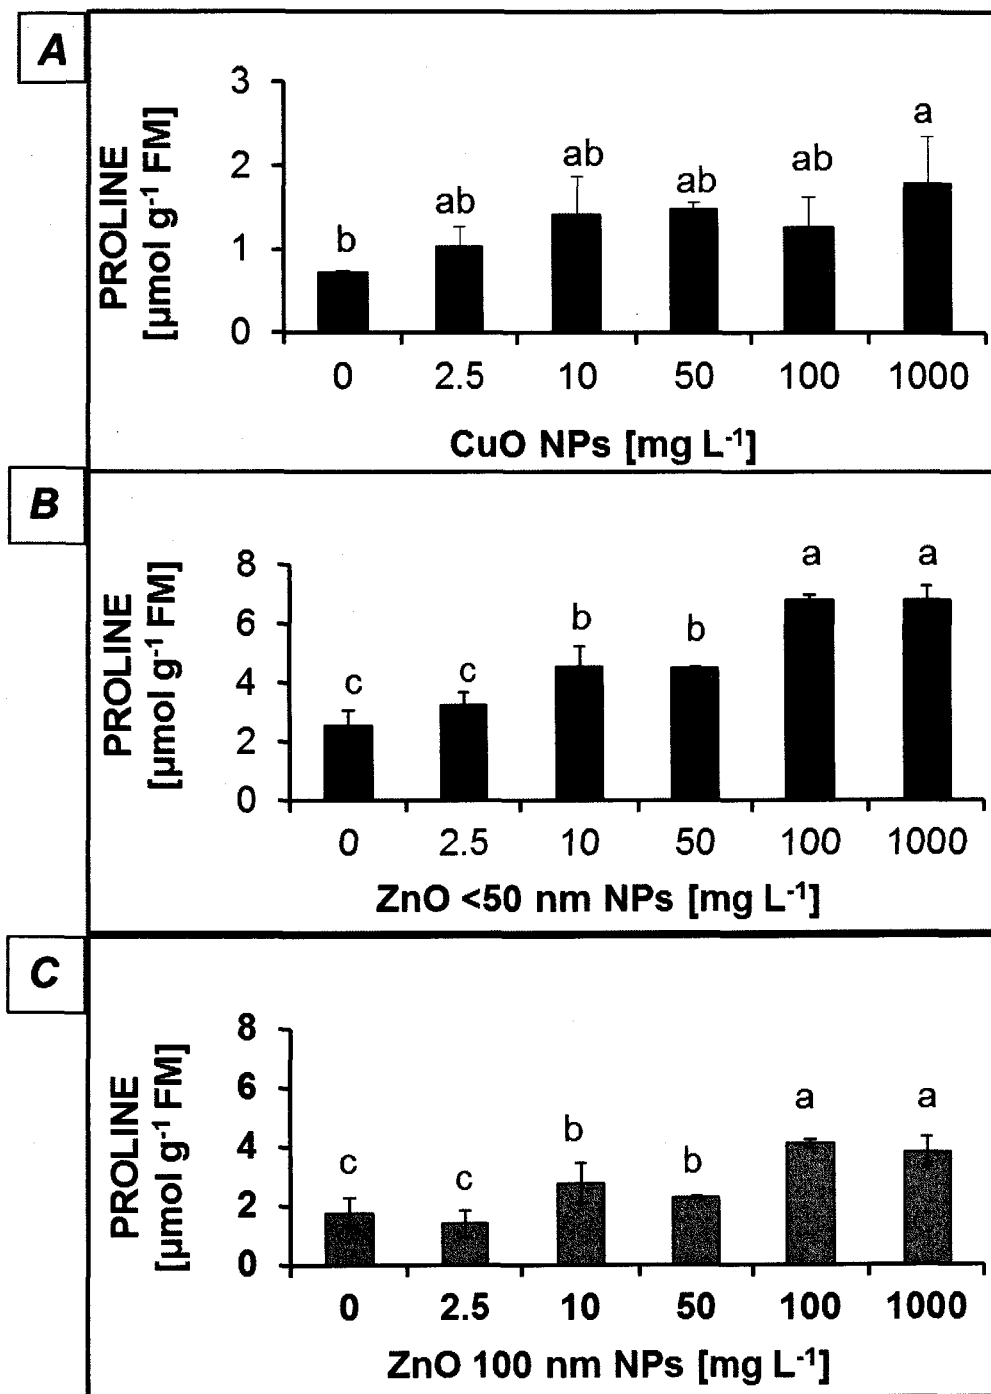 A
PROLINE
[µmol g-1 FM]
3
2
1
0
b
ab
ab
ab
ab
a
0 2.5 10 50 100 1000
CuO NPs [mg L-1]
B
PROLINE
[µmol g-1 FM]
8
6
4
2
0
c
c
b
b
a
a
0 2.5 10 50 100 1000
ZnO <50 nm NPs [mg L-1]
C
PROLINE
[µmol g-1 FM]
8
6
4
2
0
c
c
b
b
a
a
0 2.5 10 50 100 1000
ZnO 100 nm NPs [mg L-1]